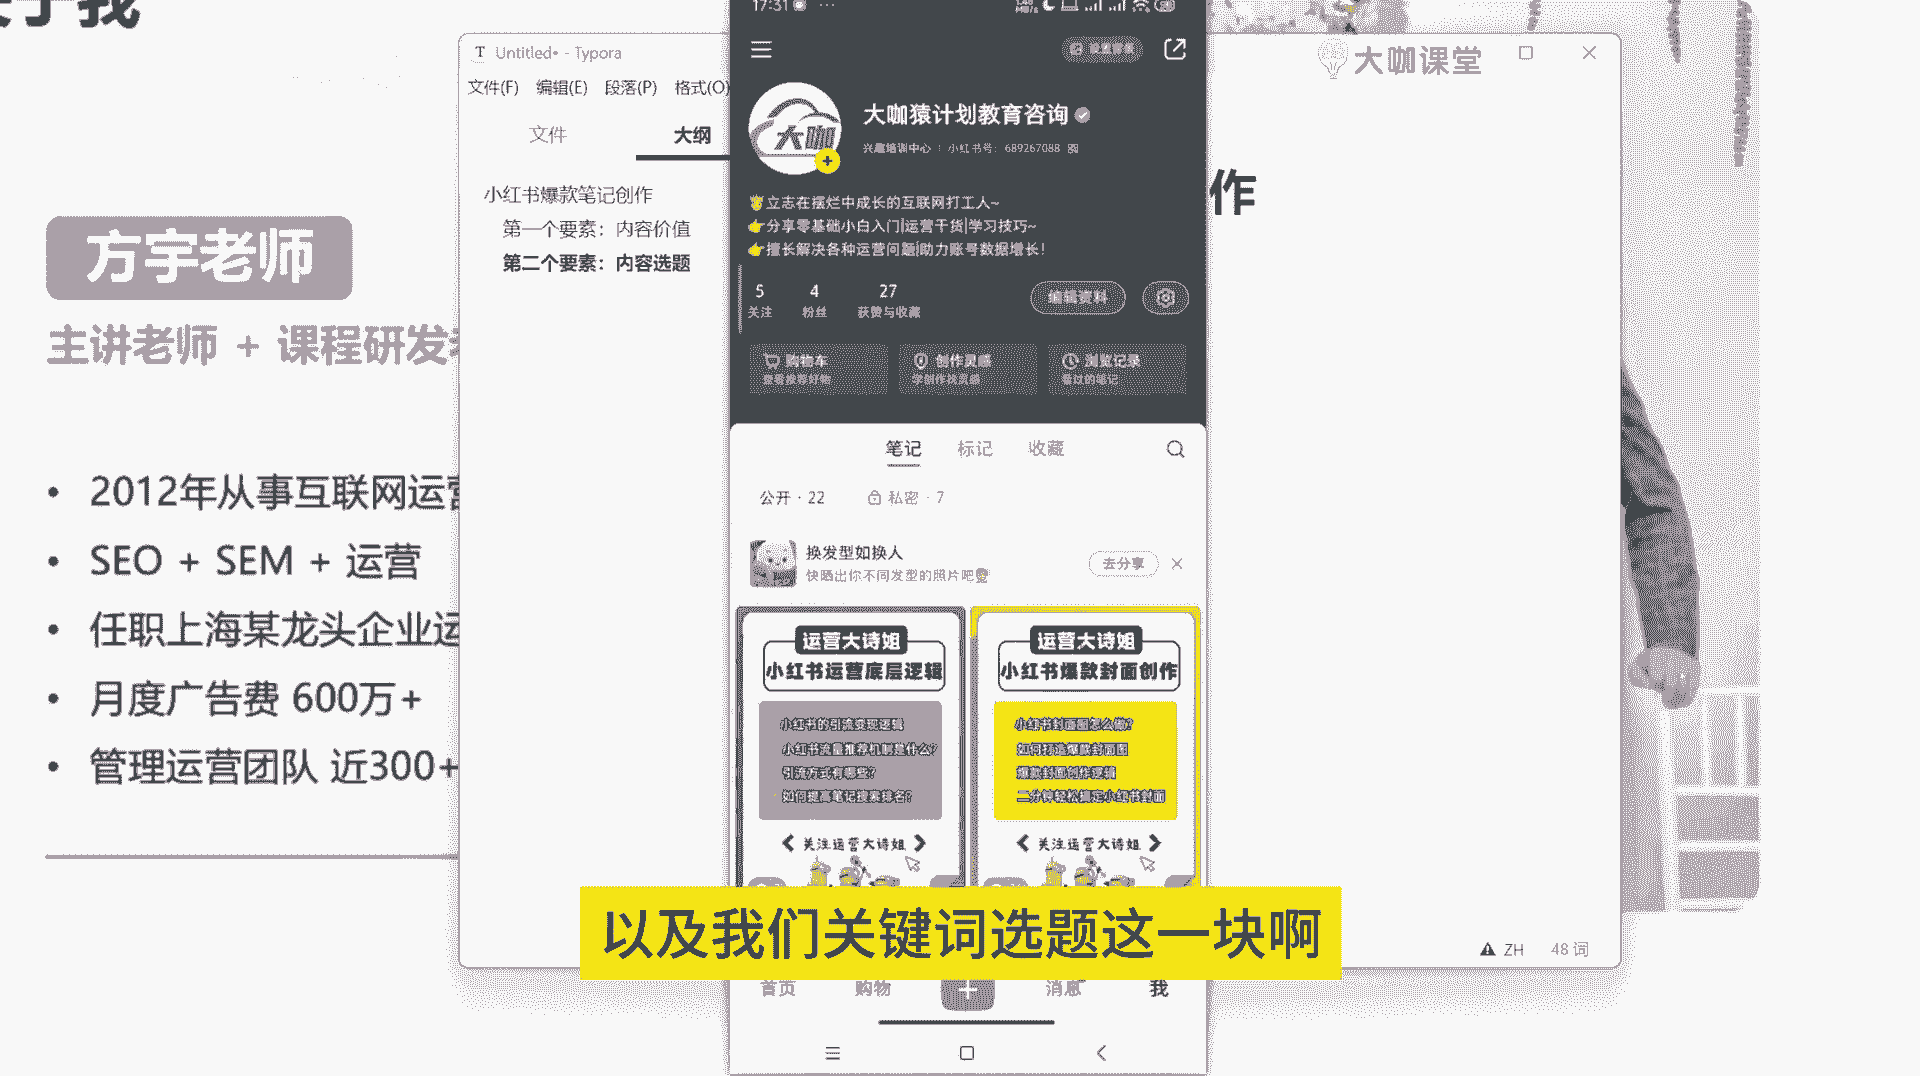 关于我
方宇老师
主讲老师 + 课程研发
2012年从事互联网运营
SEO + SEM + 运营
任职上海某龙头企业运
月度广告费 600万+
管理运营团队 近300+
Untitled• - Typora
文件(F) 编辑(E) 段落(P) 格式(O)
文件 大纲
小红书爆款笔记创作
第一个要素：内容价值
第二个要素：内容选题
作
大咖课堂
ZH 48 词
17:31
设置背景
大咖猿计划教育咨询
兴趣培训中心 小红书号: 689267088
立志在摆烂中成长的互联网打工人~
分享零基础小白入门|运营干货|学习技巧~
擅长解决各种运营问题|助力账号数据增长!
5 4 27
关注 粉丝 获赞与收藏
编辑资料
购物车 创作灵感 浏览记录
查看推荐好物 学创作找灵感 看过的笔记
笔记 标记 收藏
公开 · 22 私密 · 7
换发型如换人
快晒出你不同发型的照片吧
去分享
运营大诗姐
小红书运营底层逻辑
小红书的引流变现逻辑
小红书流量推荐机制是什么?
引流方式有哪些?
如何提高笔记搜索排名?
关注运营大诗姐
运营大诗姐
小红书爆款封面创作
小红书封面图怎么做?
如何打造爆款封面图
爆款封面创作逻辑
二分钟轻松搞定小红书封面
关注运营大诗姐
以及我们关键词选题这一块啊
首页 购物 消息 我